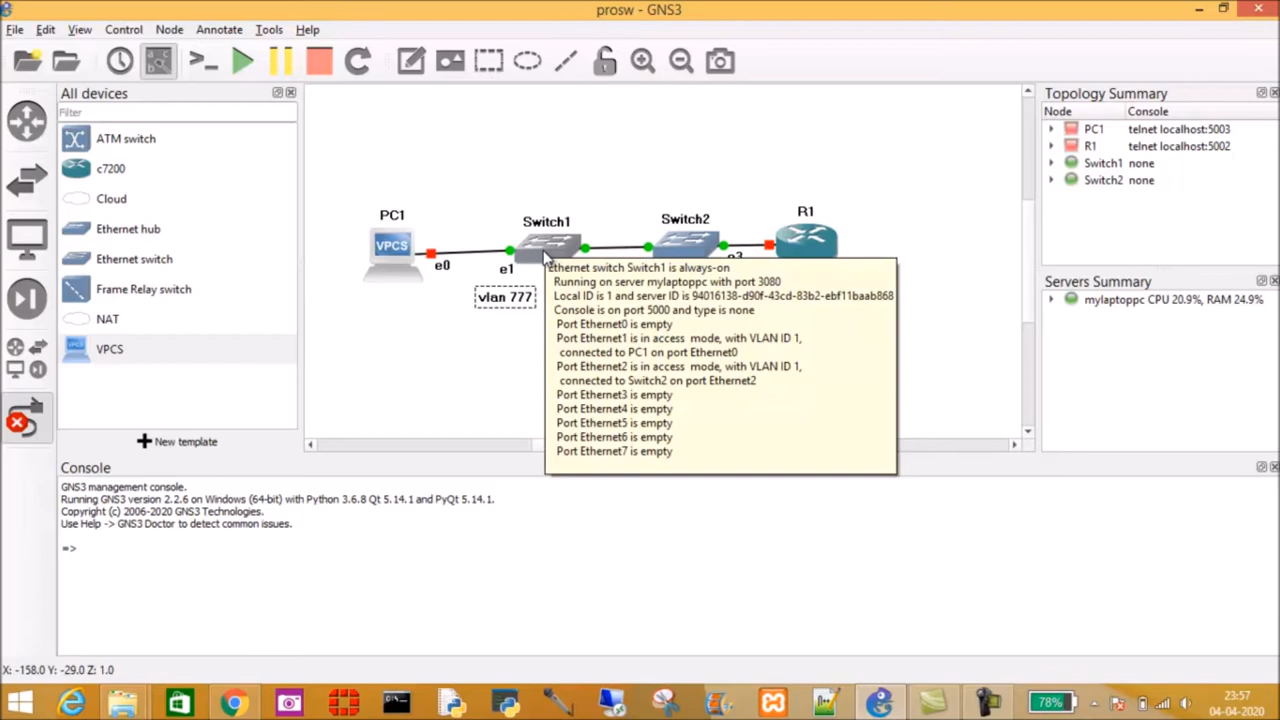 prosw - GNS3
File Edit View Control Node Annotate Tools Help
All devices
Filter
ATM switch
c7200
Cloud
Ethernet hub
Ethernet switch
Frame Relay switch
NAT
VPCS
New template
PC1
VPCS
e0
e1
Switch1
vlan 777
Switch2
R1
Ethernet switch Switch1 is always-on
Running on server mylaptoppc with port 3080
Local ID is 1 and server ID is 94016138-d90f-43cd-83b2-ebf11baab868
Console is on port 5000 and type is none
Port Ethernet0 is empty
Port Ethernet1 is in access mode, with VLAN ID 1,
connected to PC1 on port Ethernet0
Port Ethernet2 is in access mode, with VLAN ID 1,
connected to Switch2 on port Ethernet2
Port Ethernet3 is empty
Port Ethernet4 is empty
Port Ethernet5 is empty
Port Ethernet6 is empty
Port Ethernet7 is empty
Topology Summary
Node Console
PC1 telnet localhost:5003
R1 telnet localhost:5002
Switch1 none
Switch2 none
Servers Summary
mylaptoppc CPU 20.9%, RAM 24.9%
Console
GNS3 management console.
Running GNS3 version 2.2.6 on Windows (64-bit) with Python 3.6.8 Qt 5.14.1 and PyQt 5.14.1.
Copyright (c) 2006-2020 GNS3 Technologies.
Use Help -> GNS3 Doctor to detect common issues.
=>
X: -158.0 Y: -29.0 Z: 1.0
78%
23:57
04-04-2020